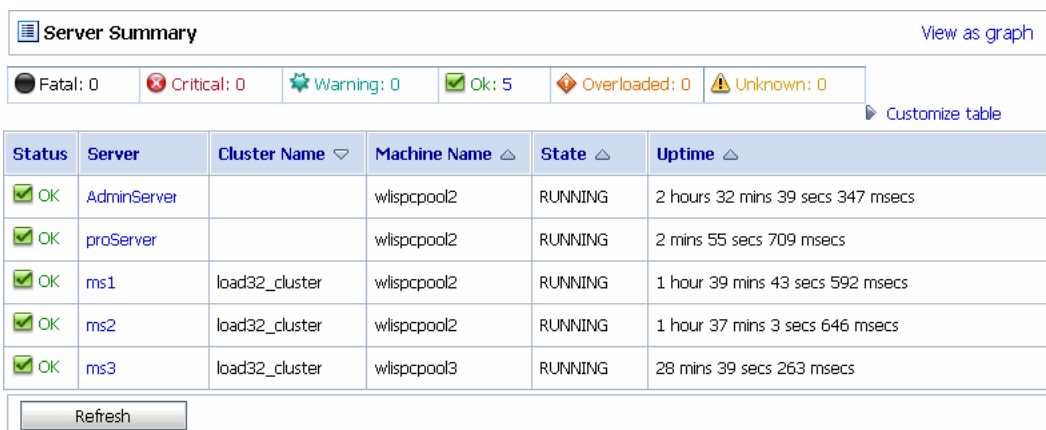 Server Summary View as graph
Fatal: 0 Critical: 0 Warning: 0 Ok: 5 Overloaded: 0 Unknown: 0
Customize table
Status Server Cluster Name Machine Name State Uptime
OK AdminServer wlispcpool2 RUNNING 2 hours 32 mins 39 secs 347 msecs
OK proServer wlispcpool2 RUNNING 2 mins 55 secs 709 msecs
OK ms1 load32_cluster wlispcpool2 RUNNING 1 hour 39 mins 43 secs 592 msecs
OK ms2 load32_cluster wlispcpool2 RUNNING 1 hour 37 mins 3 secs 646 msecs
OK ms3 load32_cluster wlispcpool3 RUNNING 28 mins 39 secs 263 msecs
Refresh